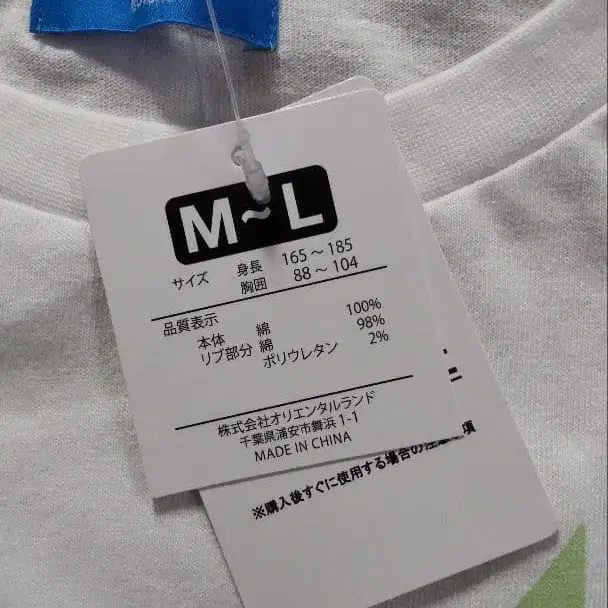 M~L
サイズ 身長 165～185
胸囲 88～104
品質表示
本体 綿 100%
リブ部分 綿 98%
ポリウレタン 2%
株式会社オリエンタルランド
千葉県浦安市舞浜 1-1
MADE IN CHINA
※購入後すぐに使用する場合の注意事項